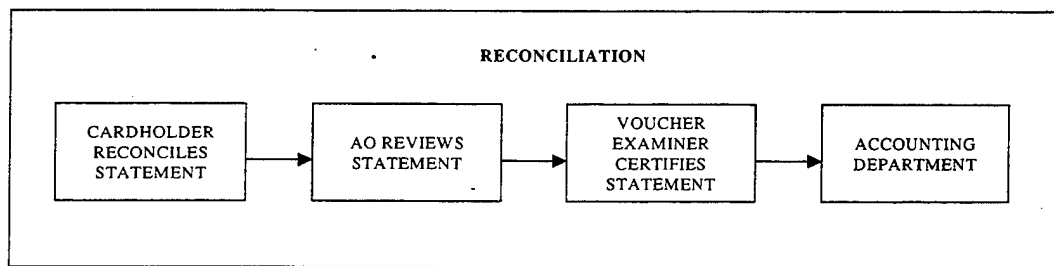 RECONCILIATION
CARDHOLDER
RECONCILES
STATEMENT
AO REVIEWS
STATEMENT
VOUCHER
EXAMINER
CERTIFIES
STATEMENT
ACCOUNTING
DEPARTMENT